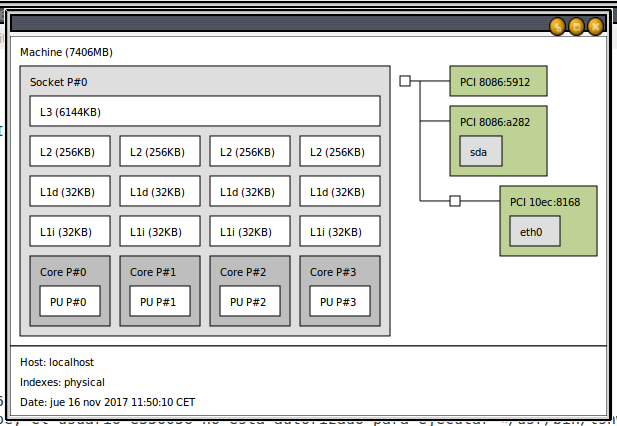 Machine (7406MB)
Socket P#0
L3 (6144KB)
L2 (256KB) L2 (256KB) L2 (256KB) L2 (256KB)
L1d (32KB) L1d (32KB) L1d (32KB) L1d (32KB)
L1i (32KB) L1i (32KB) L1i (32KB) L1i (32KB)
Core P#0 Core P#1 Core P#2 Core P#3
PU P#0 PU P#1 PU P#2 PU P#3
PCI 8086:5912
PCI 8086:a282
sda
PCI 10ec:8168
eth0
Host: localhost
Indexes: physical
Date: jue 16 nov 2017 11:50:10 CET